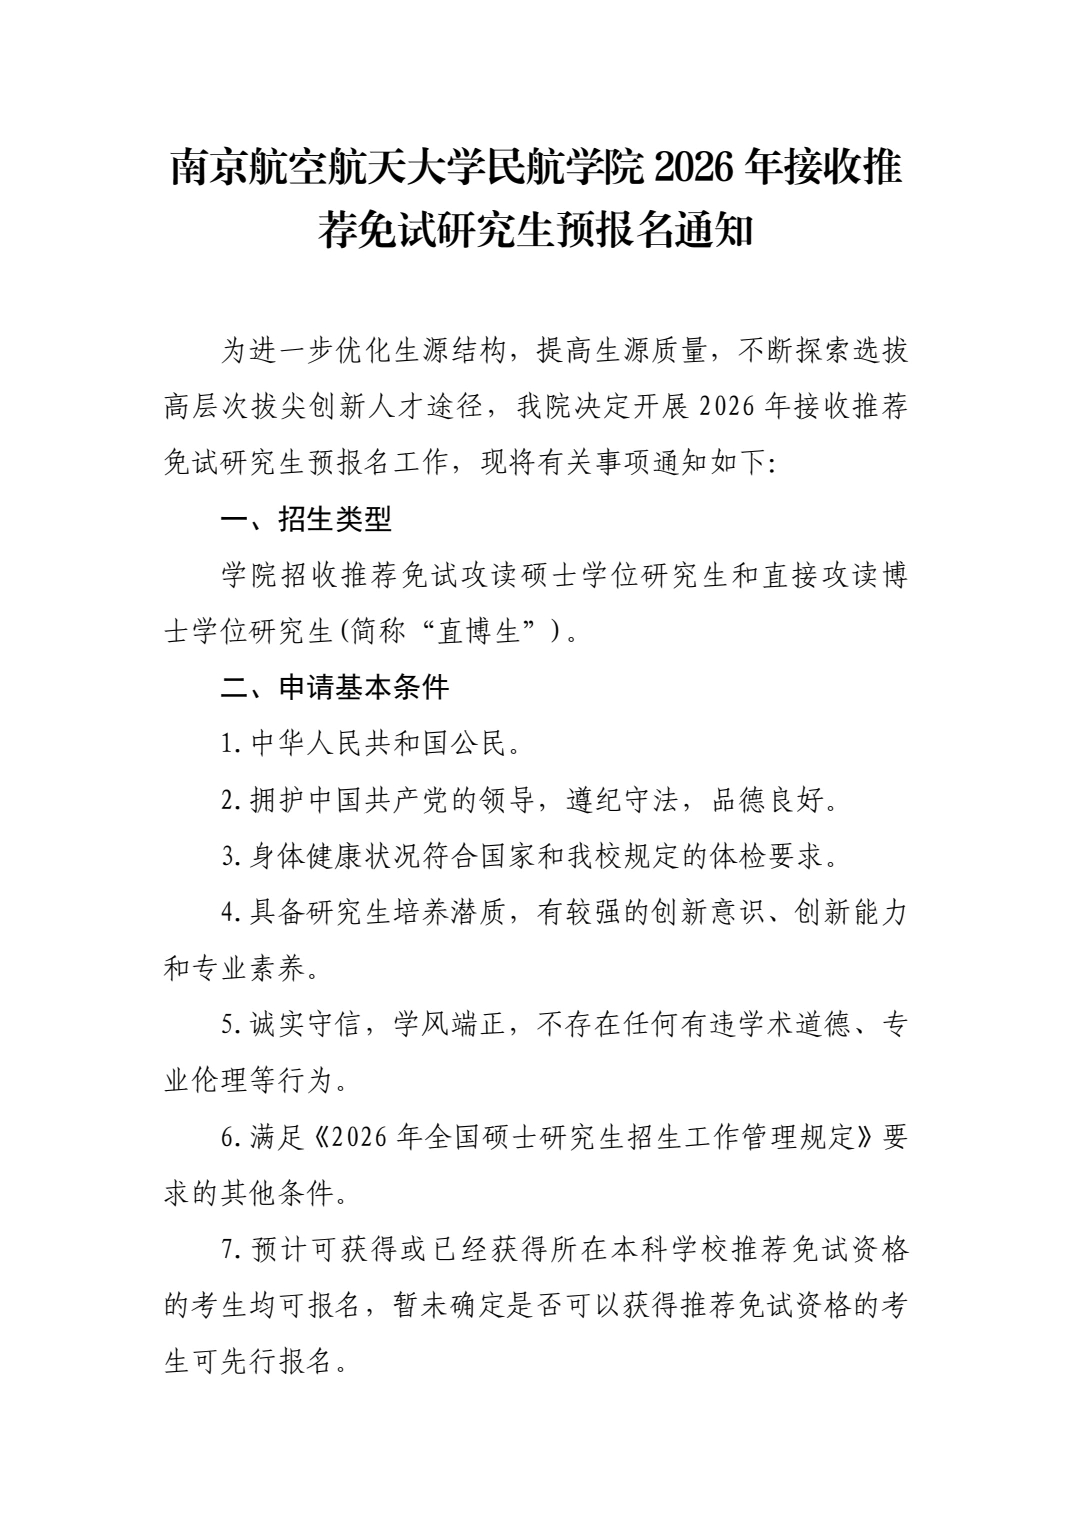 南京航空航天大学民航学院 2026 年接收推
荐免试研究生预报名通知
为进一步优化生源结构，提高生源质量，不断探索选拔
高层次拔尖创新人才途径，我院决定开展 2026 年接收推荐
免试研究生预报名工作，现将有关事项通知如下：
一、招生类型
学院招收推荐免试攻读硕士学位研究生和直接攻读博
士学位研究生(简称“直博生”)。
二、申请基本条件
1.中华人民共和国公民。
2.拥护中国共产党的领导，遵纪守法，品德良好。
3.身体健康状况符合国家和我校规定的体检要求。
4.具备研究生培养潜质，有较强的创新意识、创新能力
和专业素养。
5.诚实守信，学风端正，不存在任何有违学术道德、专
业伦理等行为。
6.满足《2026 年全国硕士研究生招生工作管理规定》要
求的其他条件。
7.预计可获得或已经获得所在本科学校推荐免试资格
的考生均可报名，暂未确定是否可以获得推荐免试资格的考
生可先行报名。